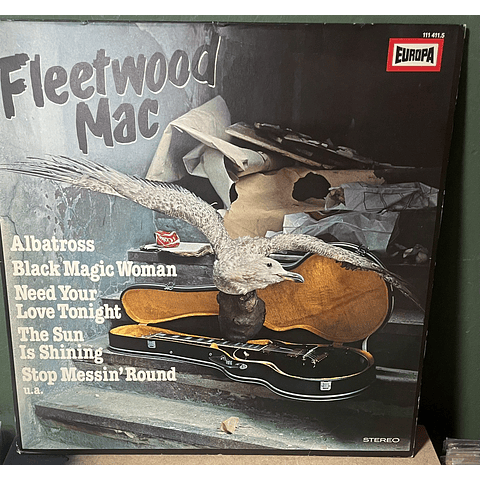 111 411.5
EUROPA
Fleetwood
Mac
Albatross
Black Magic Woman
Need Your
Love Tonight
The Sun
Is Shining
Stop Messin' Round
u.a.
STEREO